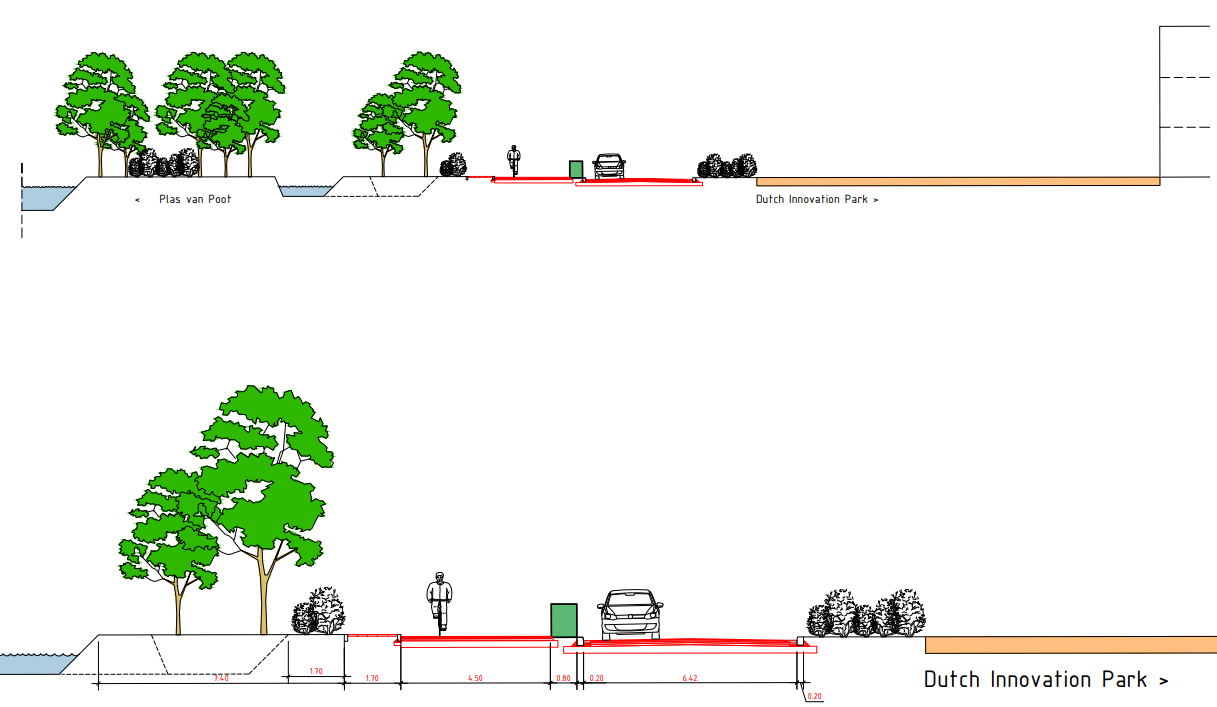 < Plas van Poot
Dutch Innovation Park >
7.40
1.70
1.70
4.50
0.80
0.20
6.42
0.20
Dutch Innovation Park >